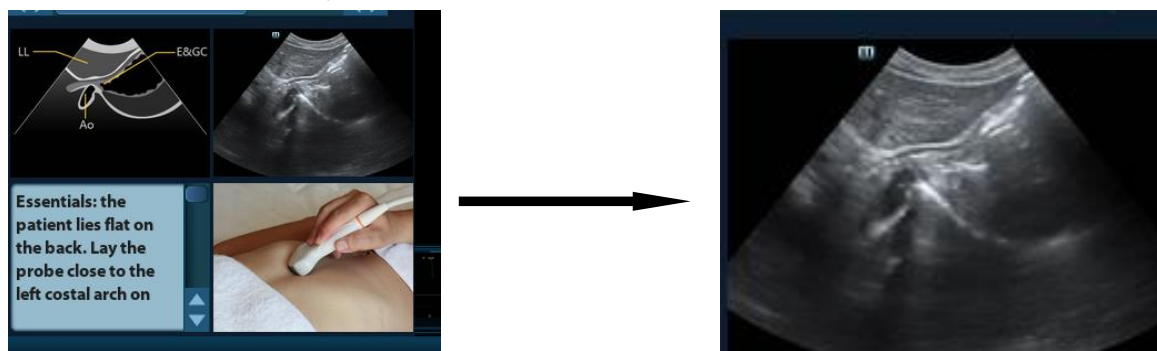 LL
E&GC
Ao
Essentials: the
patient lies flat on
the back. Lay the
probe close to the
left costal arch on